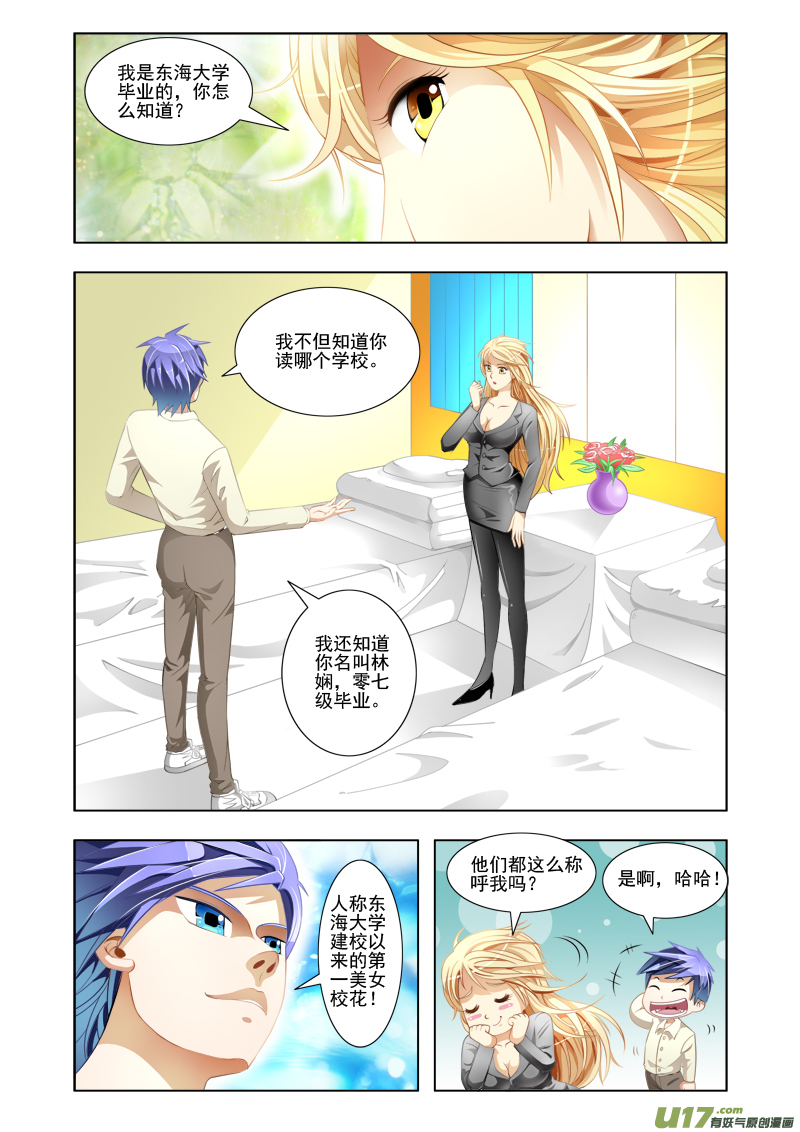 我是东海大学
毕业的，你怎
么知道？
我不但知道你
读哪个学校。
我还知道
你名叫林
娴，零七
级毕业。
人称东
海大学
建校以
来的第
一美女
校花！
他们都这么称
呼我吗？
是啊，哈哈！
U17.com
有妖气原创漫画